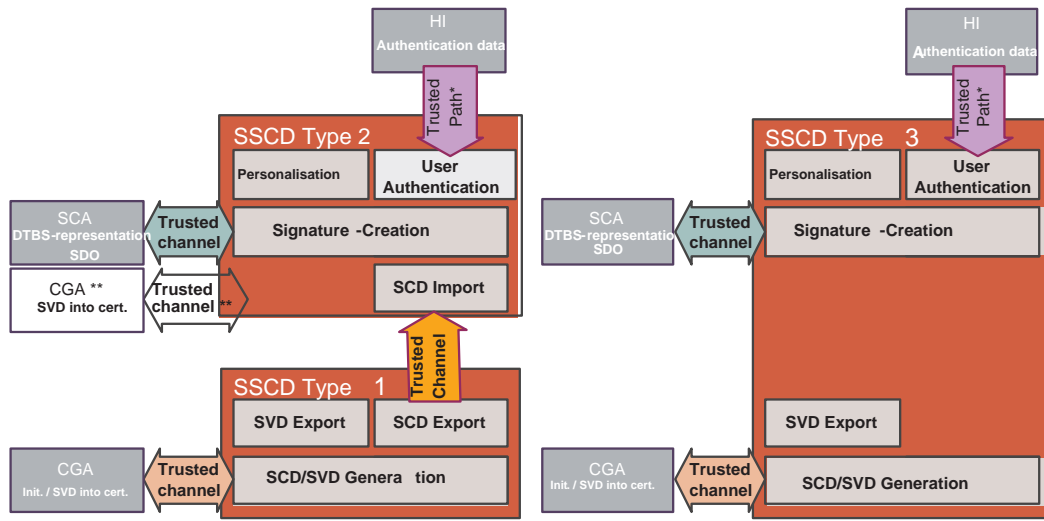 HI
Authentication data
Trusted
Path*
SSCD Type 2
Personalisation
User
Authentication
SCA
DTBS-representation
SDO
Trusted
channel
Signature -Creation
CGA **
SVD into cert.
Trusted
channel **
SCD Import
Trusted
Channel
SSCD Type 1
SVD Export
SCD Export
CGA
Init. / SVD into cert.
Trusted
channel
SCD/SVD Genera tion
HI
Authentication data
Trusted
Path*
SSCD Type 3
Personalisation
User
Authentication
SCA
DTBS-representatio
SDO
Trusted
channel
Signature -Creation
SVD Export
CGA
Init. / SVD into cert.
Trusted
channel
SCD/SVD Generation